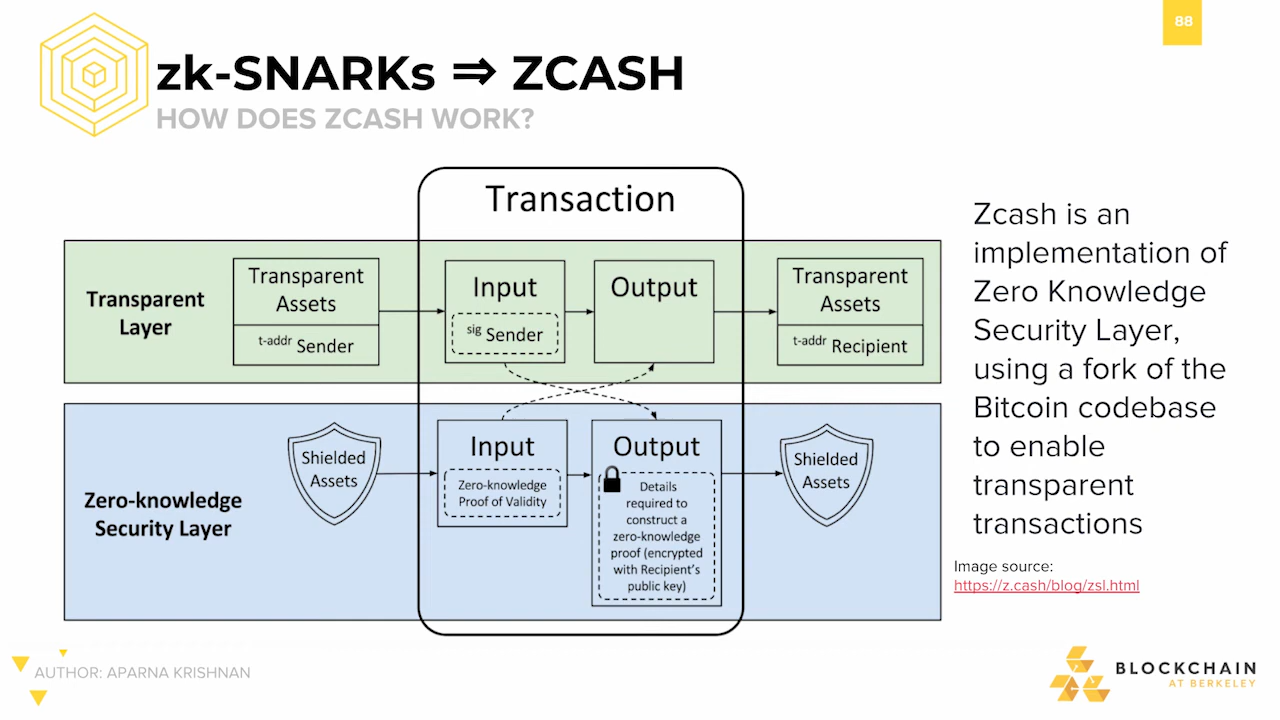 88
zk-SNARKs ⇒ ZCASH
HOW DOES ZCASH WORK?
Transaction
Transparent
Layer
Transparent
Assets
t-addr Sender
Input
sig Sender
Output
Transparent
Assets
t-addr Recipient
Zero-knowledge
Security Layer
Shielded
Assets
Input
Zero-knowledge
Proof of Validity
Output
Details
required to
construct a
zero-knowledge
proof (encrypted
with Recipient's
public key)
Shielded
Assets
Zcash is an
implementation of
Zero Knowledge
Security Layer,
using a fork of the
Bitcoin codebase
to enable
transparent
transactions
Image source:
https://z.cash/blog/zsl.html
AUTHOR: APARNA KRISHNAN
BLOCKCHAIN
AT BERKELEY